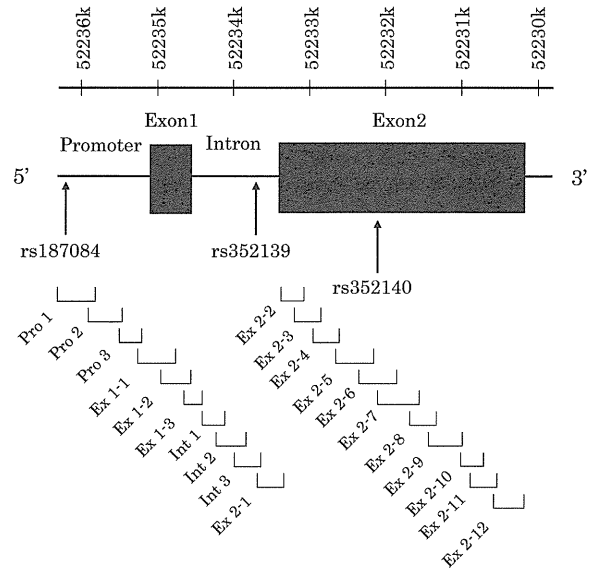 52236k
52235k
52234k
52233k
52232k
52231k
52230k
Exon1
Exon2
Promoter
Intron
5'
3'
rs187084
rs352139
rs352140
Pro 1
Pro 2
Pro 3
Ex 1-1
Ex 1-2
Ex 1-3
Int 1
Int 2
Int 3
Ex 2-1
Ex 2-2
Ex 2-3
Ex 2-4
Ex 2-5
Ex 2-6
Ex 2-7
Ex 2-8
Ex 2-9
Ex 2-10
Ex 2-11
Ex 2-12